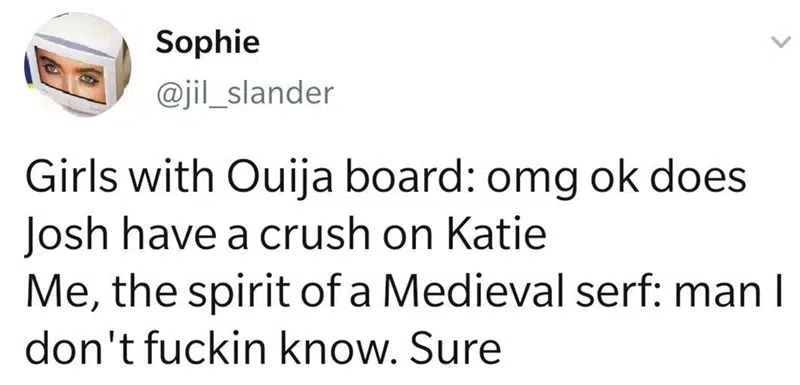 Sophie
@jil_slander
Girls with Ouija board: omg ok does
Josh have a crush on Katie
Me, the spirit of a Medieval serf: man I
don't fuckin know. Sure